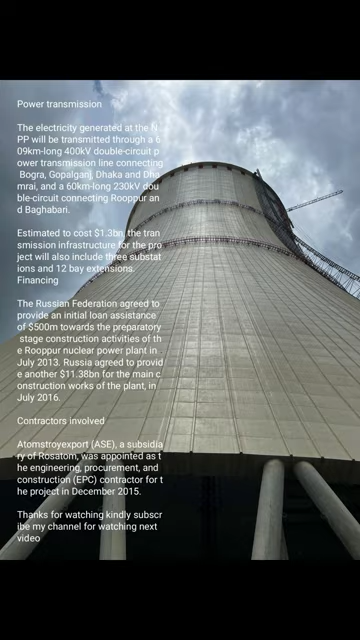 Power transmission
The electricity generated at the N
PP will be transmitted through a 6
09km-long 400kV double-circuit p
ower transmission line connecting
Bogra, Gopalganj, Dhaka and Dha
mrai, and a 60km-long 230kV dou
ble-circuit connecting Rooppur an
d Baghabari.
Estimated to cost $1.3bn, the tran
smission infrastructure for the pro
ject will also include three substat
ions and 12 bay extensions.
Financing
The Russian Federation agreed to
provide an initial loan assistance
of $500m towards the preparatory
stage construction activities of th
e Rooppur nuclear power plant in
July 2013. Russia agreed to provid
e another $11.38bn for the main c
onstruction works of the plant, in
July 2016.
Contractors involved
Atomstroyexport (ASE), a subsidia
ry of Rosatom, was appointed as t
he engineering, procurement, and
construction (EPC) contractor for t
he project in December 2015.
Thanks for watching kindly subscr
ibe my channel for watching next
video